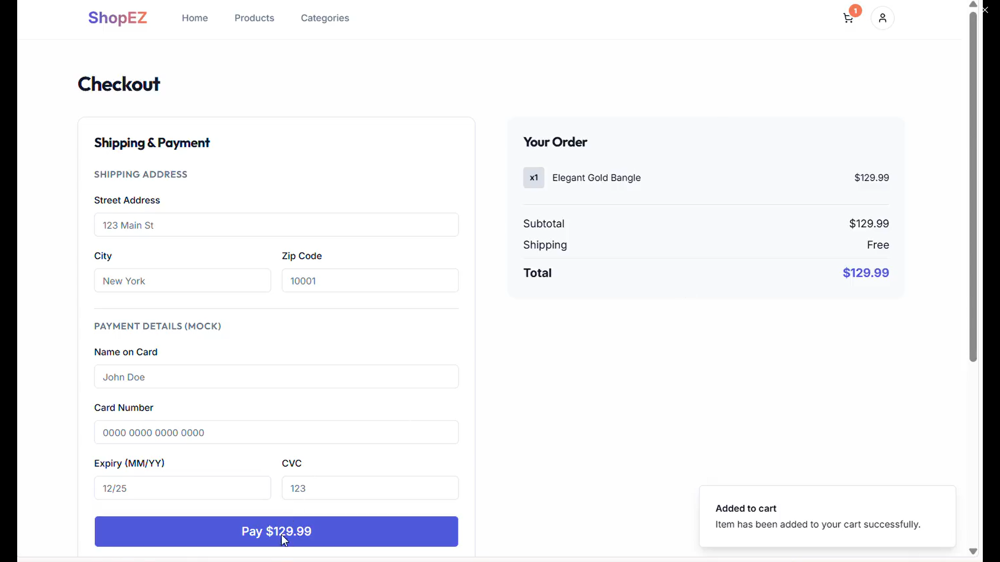 ShopEZ Home Products Categories 1
Checkout
Shipping & Payment
SHIPPING ADDRESS
Street Address
123 Main St
City Zip Code
New York 10001
PAYMENT DETAILS (MOCK)
Name on Card
John Doe
Card Number
0000 0000 0000 0000
Expiry (MM/YY) CVC
12/25 123
Pay $129.99
Your Order
x1 Elegant Gold Bangle $129.99
Subtotal $129.99
Shipping Free
Total $129.99
Added to cart
Item has been added to your cart successfully.